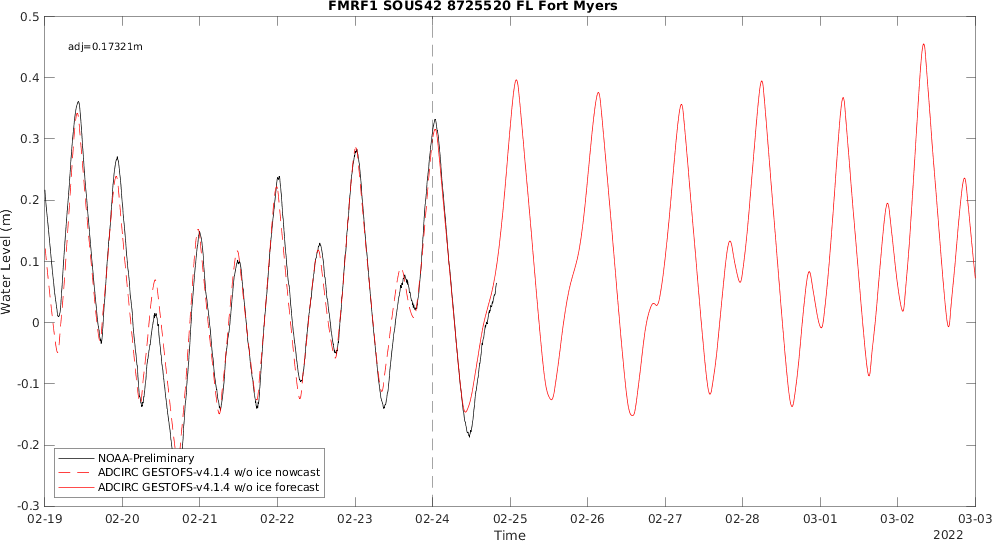 FMRF1 SOUS42 8725520 FL Fort Myers
adj=0.17321m
0.5
0.4
0.3
0.2
0.1
0
-0.1
-0.2
-0.3
Water Level (m)
NOAA-Preliminary
ADCIRC GESTOFS-v4.1.4 w/o ice nowcast
ADCIRC GESTOFS-v4.1.4 w/o ice forecast
02-19 02-20 02-21 02-22 02-23 02-24 02-25 02-26 02-27 02-28 03-01 03-02 03-03
Time
2022